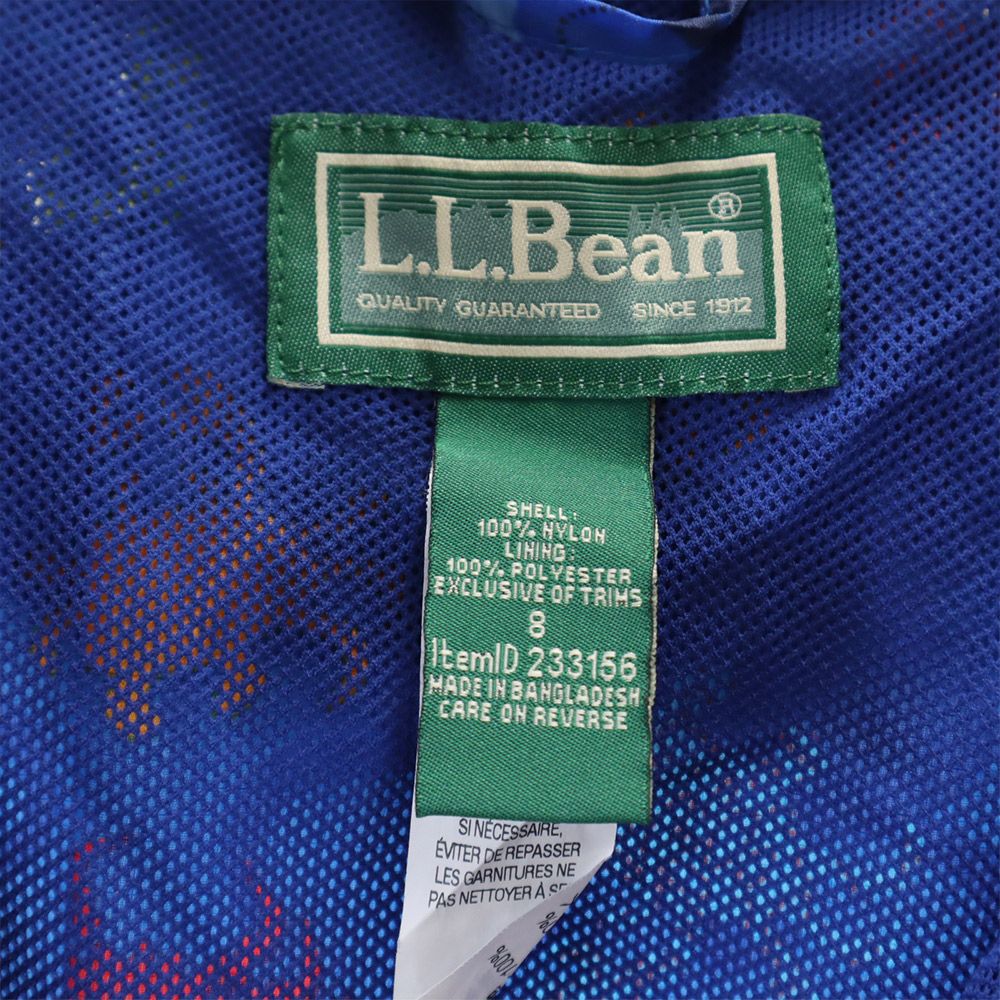 L.L.Bean ®
QUALITY GUARANTEED SINCE 1912
SHELL:
100% NYLON
LINING:
100% POLYESTER
EXCLUSIVE OF TRIMS
8
ItemID 233156
MADE IN BANGLADESH
CARE ON REVERSE
SI NÉCESSAIRE,
ÉVITER DE REPASSER
LES GARNITURES NE
PAS NETTOYER À
100%